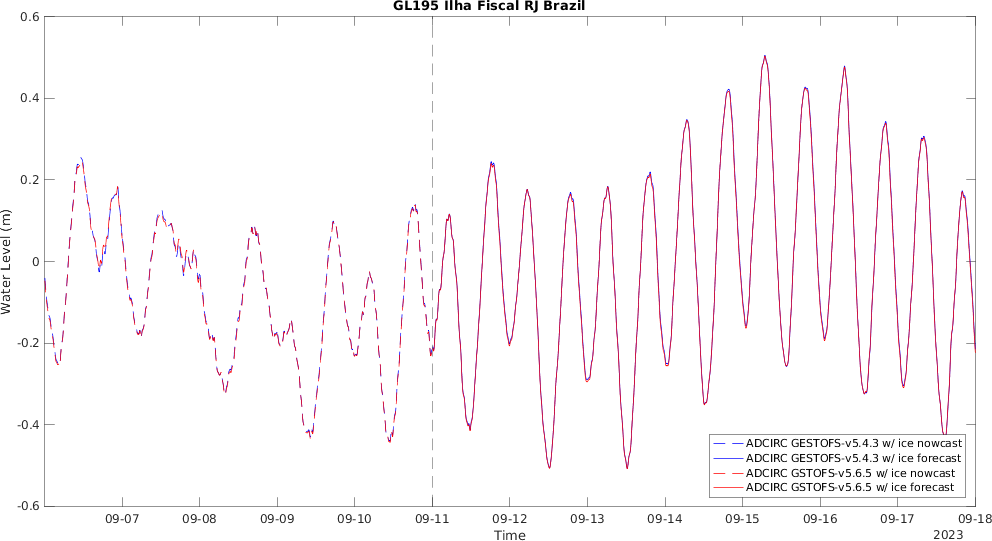 GL195 Ilha Fiscal RJ Brazil
0.6
0.4
0.2
0
-0.2
-0.4
-0.6
Water Level (m)
ADCIRC GESTOFS-v5.4.3 w/ ice nowcast
ADCIRC GESTOFS-v5.4.3 w/ ice forecast
ADCIRC GSTOFS-v5.6.5 w/ ice nowcast
ADCIRC GSTOFS-v5.6.5 w/ ice forecast
09-07 09-08 09-09 09-10 09-11 09-12 09-13 09-14 09-15 09-16 09-17 09-18
Time
2023